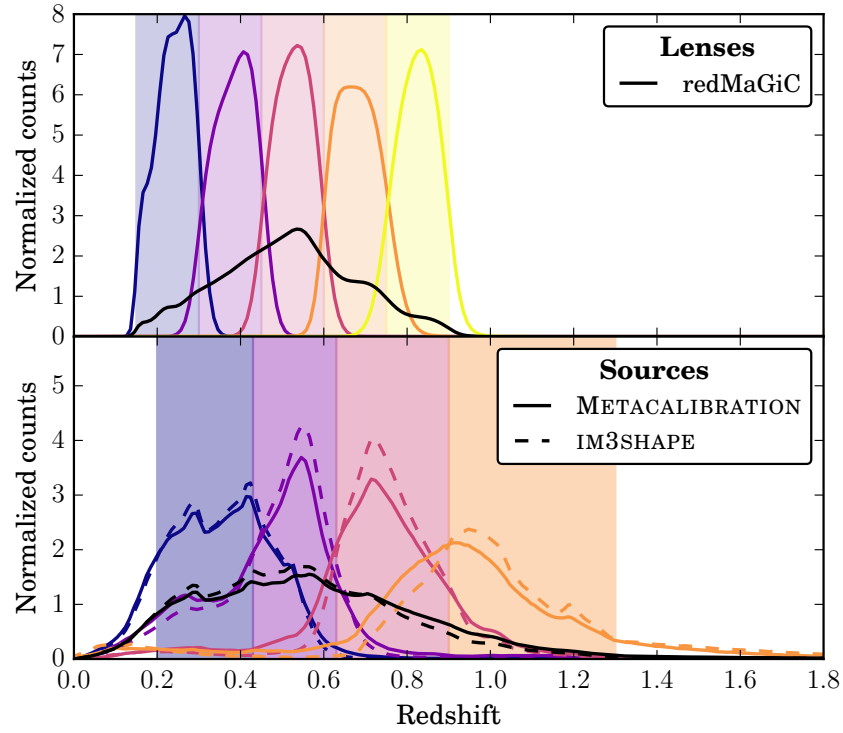 8
7
6
5
4
3
2
1
0
Normalized counts
Lenses
redMaGiC
5
4
3
2
1
0
Normalized counts
Sources
METACALIBRATION
IM3SHAPE
0.0 0.2 0.4 0.6 0.8 1.0 1.2 1.4 1.6 1.8
Redshift